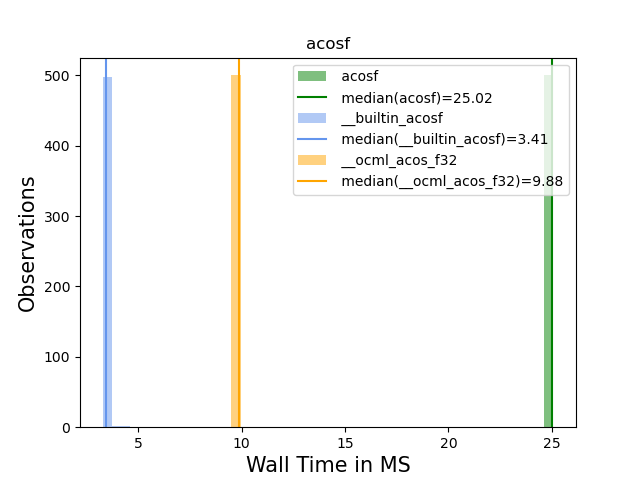 acosf
500
400
300
200
100
0
Observations
acosf
median(acosf)=25.02
__builtin_acosf
median(__builtin_acosf)=3.41
__ocml_acos_f32
median(__ocml_acos_f32)=9.88
5 10 15 20 25
Wall Time in MS